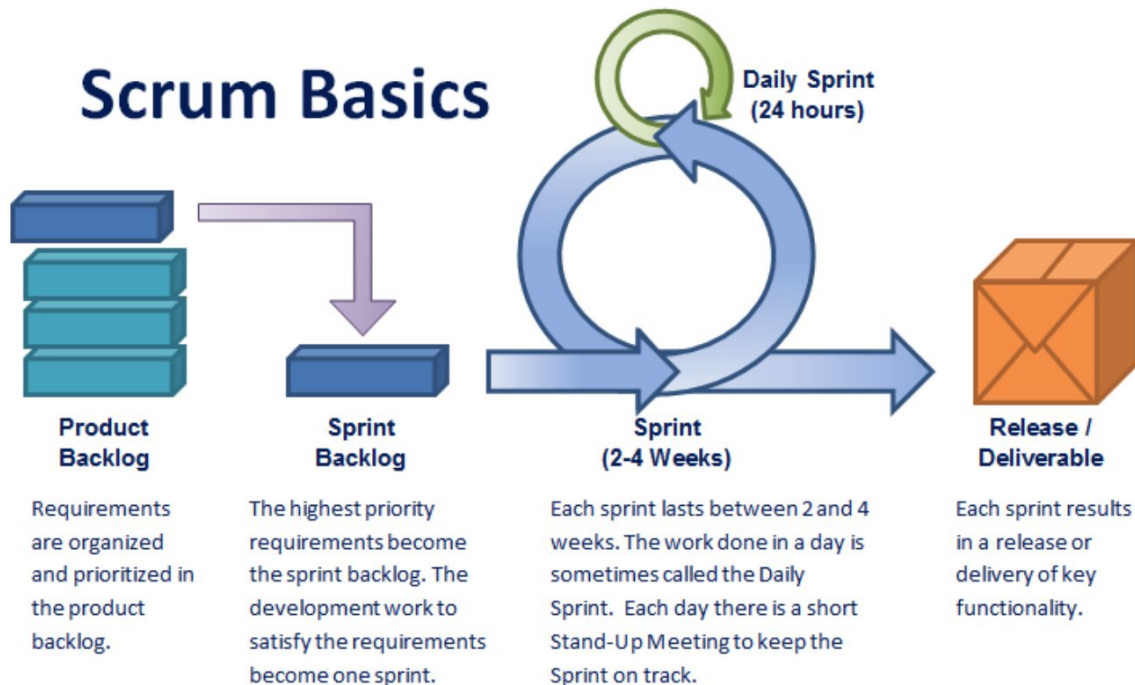 Scrum Basics
Daily Sprint
(24 hours)
Product
Backlog
Requirements
are organized
and prioritized in
the product
backlog.
Sprint
Backlog
The highest priority
requirements become
the sprint backlog. The
development work to
satisfy the requirements
become one sprint.
Sprint
(2-4 Weeks)
Each sprint lasts between 2 and 4
weeks. The work done in a day is
sometimes called the Daily
Sprint. Each day there is a short
Stand-Up Meeting to keep the
Sprint on track.
Release /
Deliverable
Each sprint results
in a release or
delivery of key
functionality.